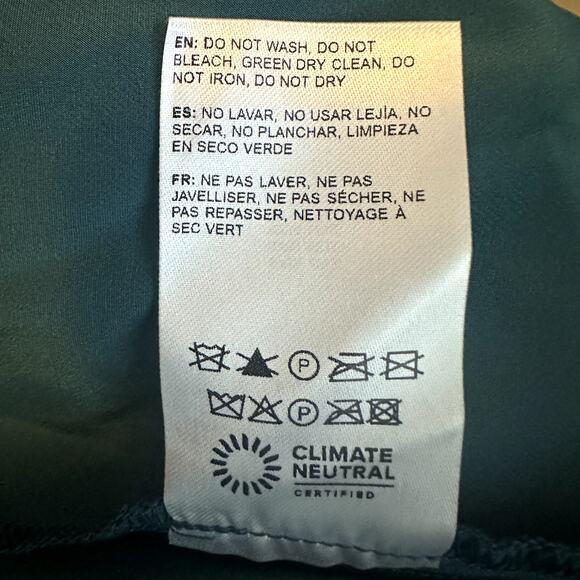 EN: DO NOT WASH, DO NOT
BLEACH, GREEN DRY CLEAN, DO
NOT IRON, DO NOT DRY
ES: NO LAVAR, NO USAR LEJÍA, NO
SECAR, NO PLANCHAR, LIMPIEZA
EN SECO VERDE
FR: NE PAS LAVER, NE PAS
JAVELLISER, NE PAS SÉCHER, NE
PAS REPASSER, NETTOYAGE À
SEC VERT
P
P
CLIMATE
NEUTRAL
CERTIFIED